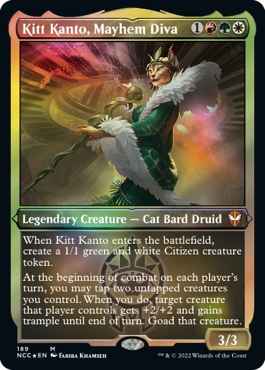 Kitt Kanto, Mayhem Diva 1
Legendary Creature — Cat Bard Druid
When Kitt Kanto enters the battlefield,
create a 1/1 green and white Citizen creature
token.
At the beginning of combat on each player's
turn, you may tap two untapped creatures
you control. When you do, target creature
that player controls gets +2/+2 and gains
trample until end of turn. Goad that creature.
3/3
189 M
NCC★EN Fariba Khamseh
™ & © 2022 Wizards of the Coast